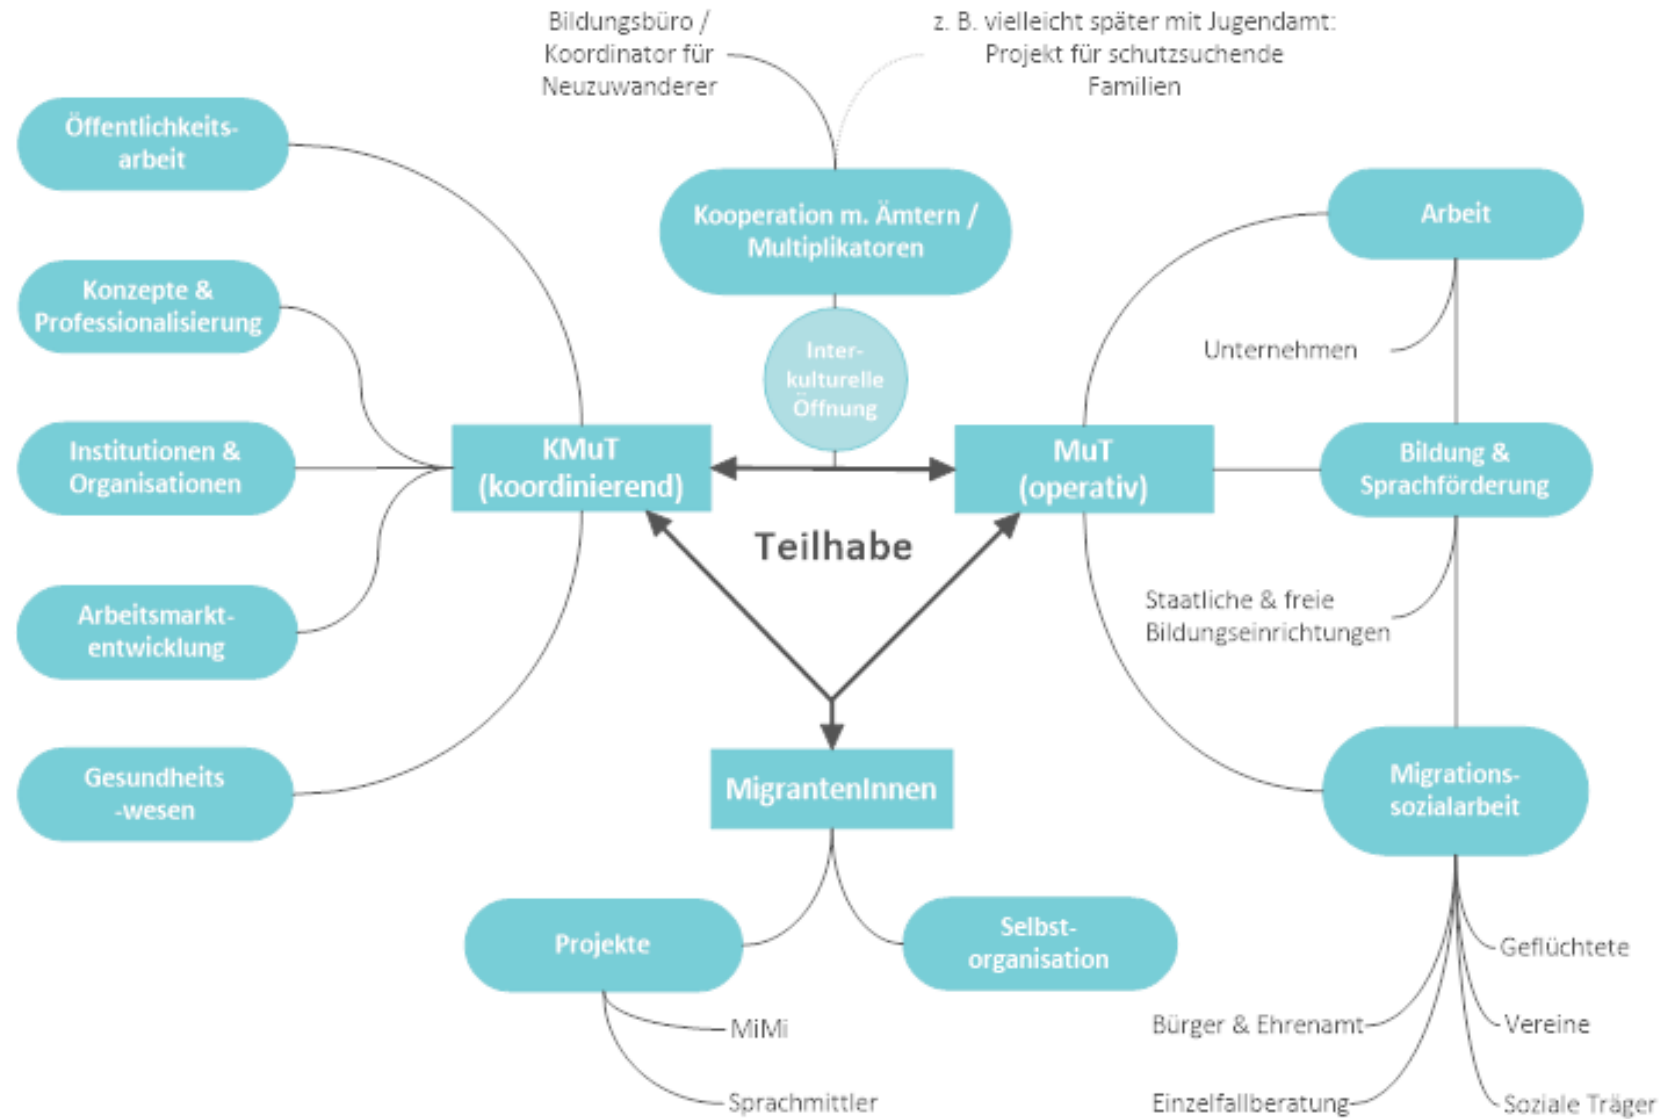 Bildungsbüro /
Koordinator für
Neuzuwanderer
z. B. vielleicht später mit Jugendamt:
Projekt für schutzsuchende
Familien
Öffentlichkeits-
arbeit
Kooperation m. Ämtern /
Multiplikatoren
Arbeit
Konzepte &
Professionalisierung
Inter-
kulturelle
Öffnung
Unternehmen
Institutionen &
Organisationen
KMuT
(koordinierend)
MuT
(operativ)
Bildung &
Sprachförderung
Teilhabe
Staatliche & freie
Bildungseinrichtungen
Arbeitsmarkt-
entwicklung
Gesundheits
-wesen
MigrantenInnen
Migrations-
sozialarbeit
Projekte
Selbst-
organisation
MiMi
Sprachmittler
Geflüchtete
Bürger & Ehrenamt
Vereine
Einzelfallberatung
Soziale Träger